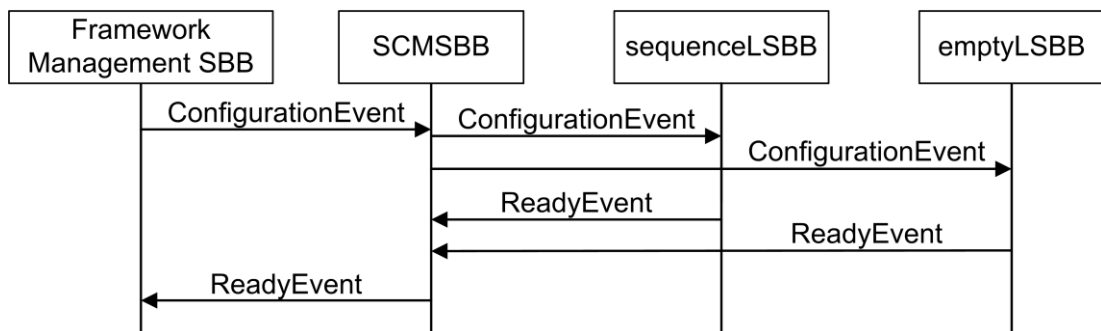 Framework
Management SBB
SCMSBB
sequenceLSBB
emptyLSBB
ConfigurationEvent
ConfigurationEvent
ConfigurationEvent
ReadyEvent
ReadyEvent
ReadyEvent